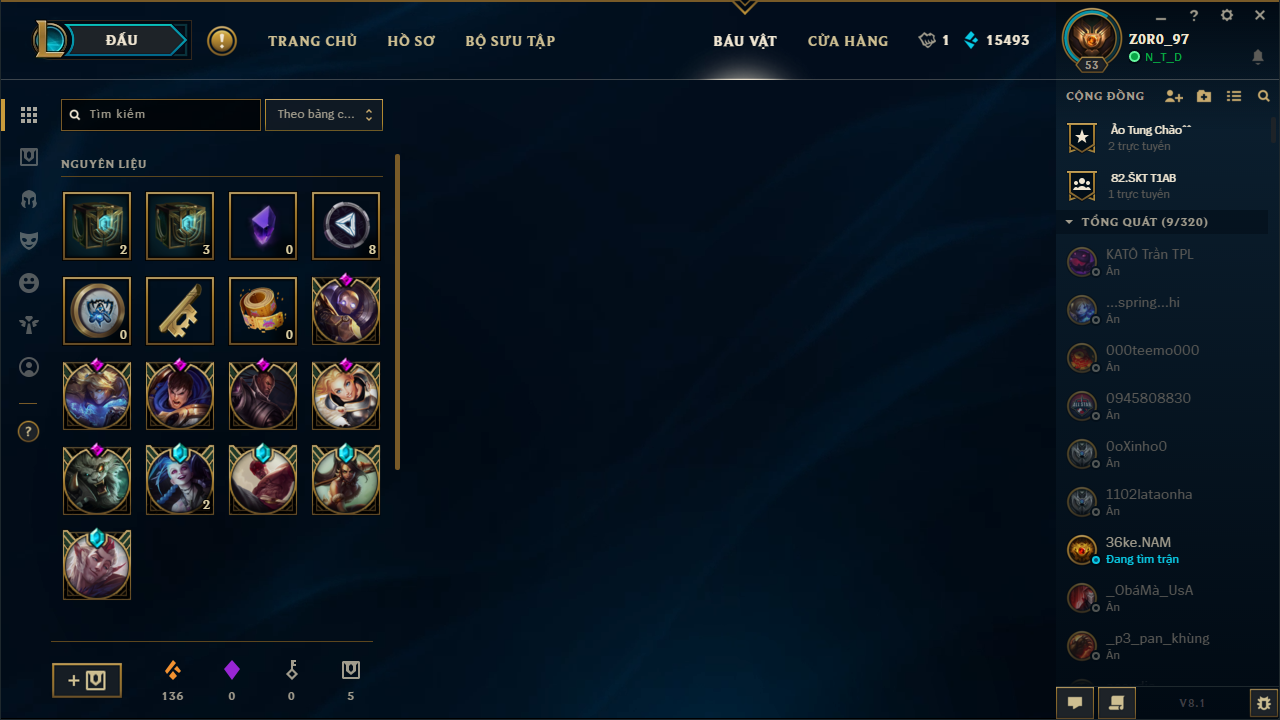 ĐẤU
TRANG CHỦ
HỒ SƠ
BỘ SƯU TẬP
BÁU VẬT
CỬA HÀNG
1
15493
Z0R0_97
N_T_D
53
Tìm kiếm
Theo bảng c...
NGUYÊN LIỆU
2
3
0
8
0
0
2
136
0
0
5
CỘNG ĐỒNG
Ảo Tung Chảo^^
2 trực tuyến
82.ŠKT T1AB
1 trực tuyến
TỔNG QUÁT (9/320)
KATÔ Trần TPL
Ẩn
...spring...hi
Ẩn
000teemo000
Ẩn
0945808830
Ẩn
0oXinho0
Ẩn
1102lataonha
Ẩn
36ke.NAM
Đang tìm trận
_ObáMà_UsA
Ẩn
_p3_pan_khùng
Ẩn
V8.1